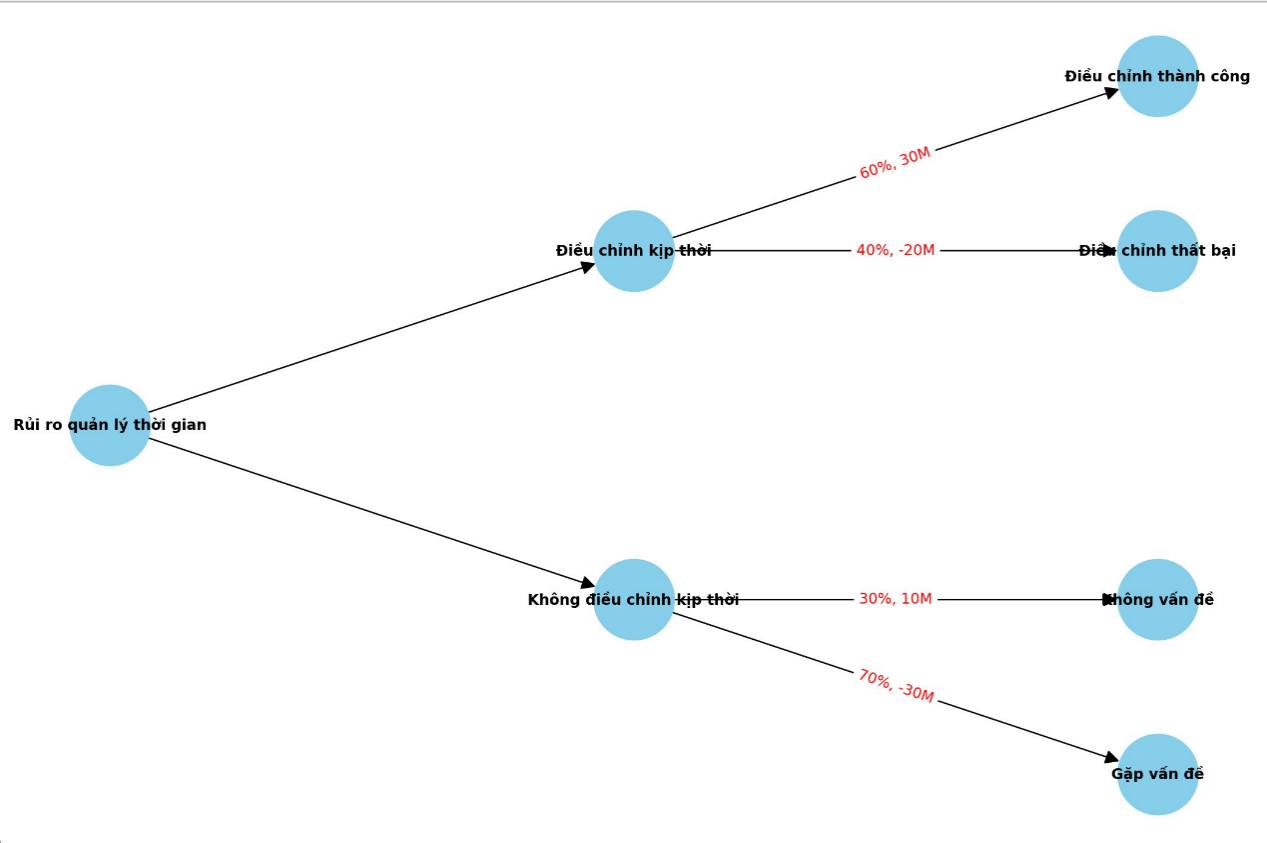 Điều chỉnh thành công
60%, 30M
Điều chỉnh kịp thời
40%, -20M
Điều chỉnh thất bại
Rủi ro quản lý thời gian
Không điều chỉnh kịp thời
30%, 10M
Không vấn đề
70%, -30M
Gặp vấn đề